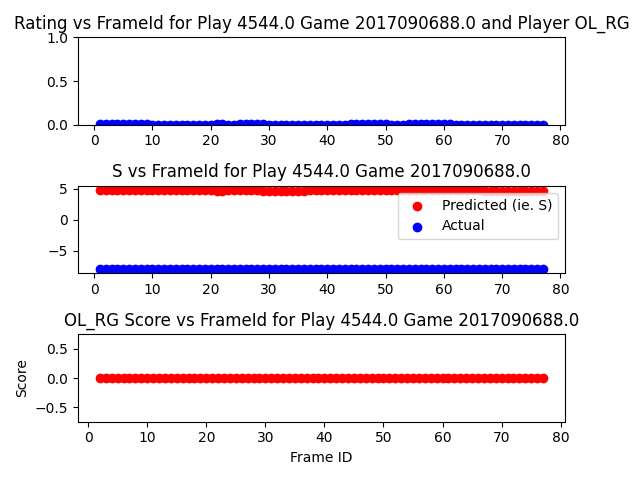 Rating vs FrameId for Play 4544.0 Game 2017090688.0 and Player OL_RG
1.0
0.5
0.0
0 10 20 30 40 50 60 70 80
S vs FrameId for Play 4544.0 Game 2017090688.0
5
0
−5
Predicted (ie. S)
Actual
0 10 20 30 40 50 60 70 80
OL_RG Score vs FrameId for Play 4544.0 Game 2017090688.0
Score
0.5
0.0
−0.5
0 10 20 30 40 50 60 70 80
Frame ID